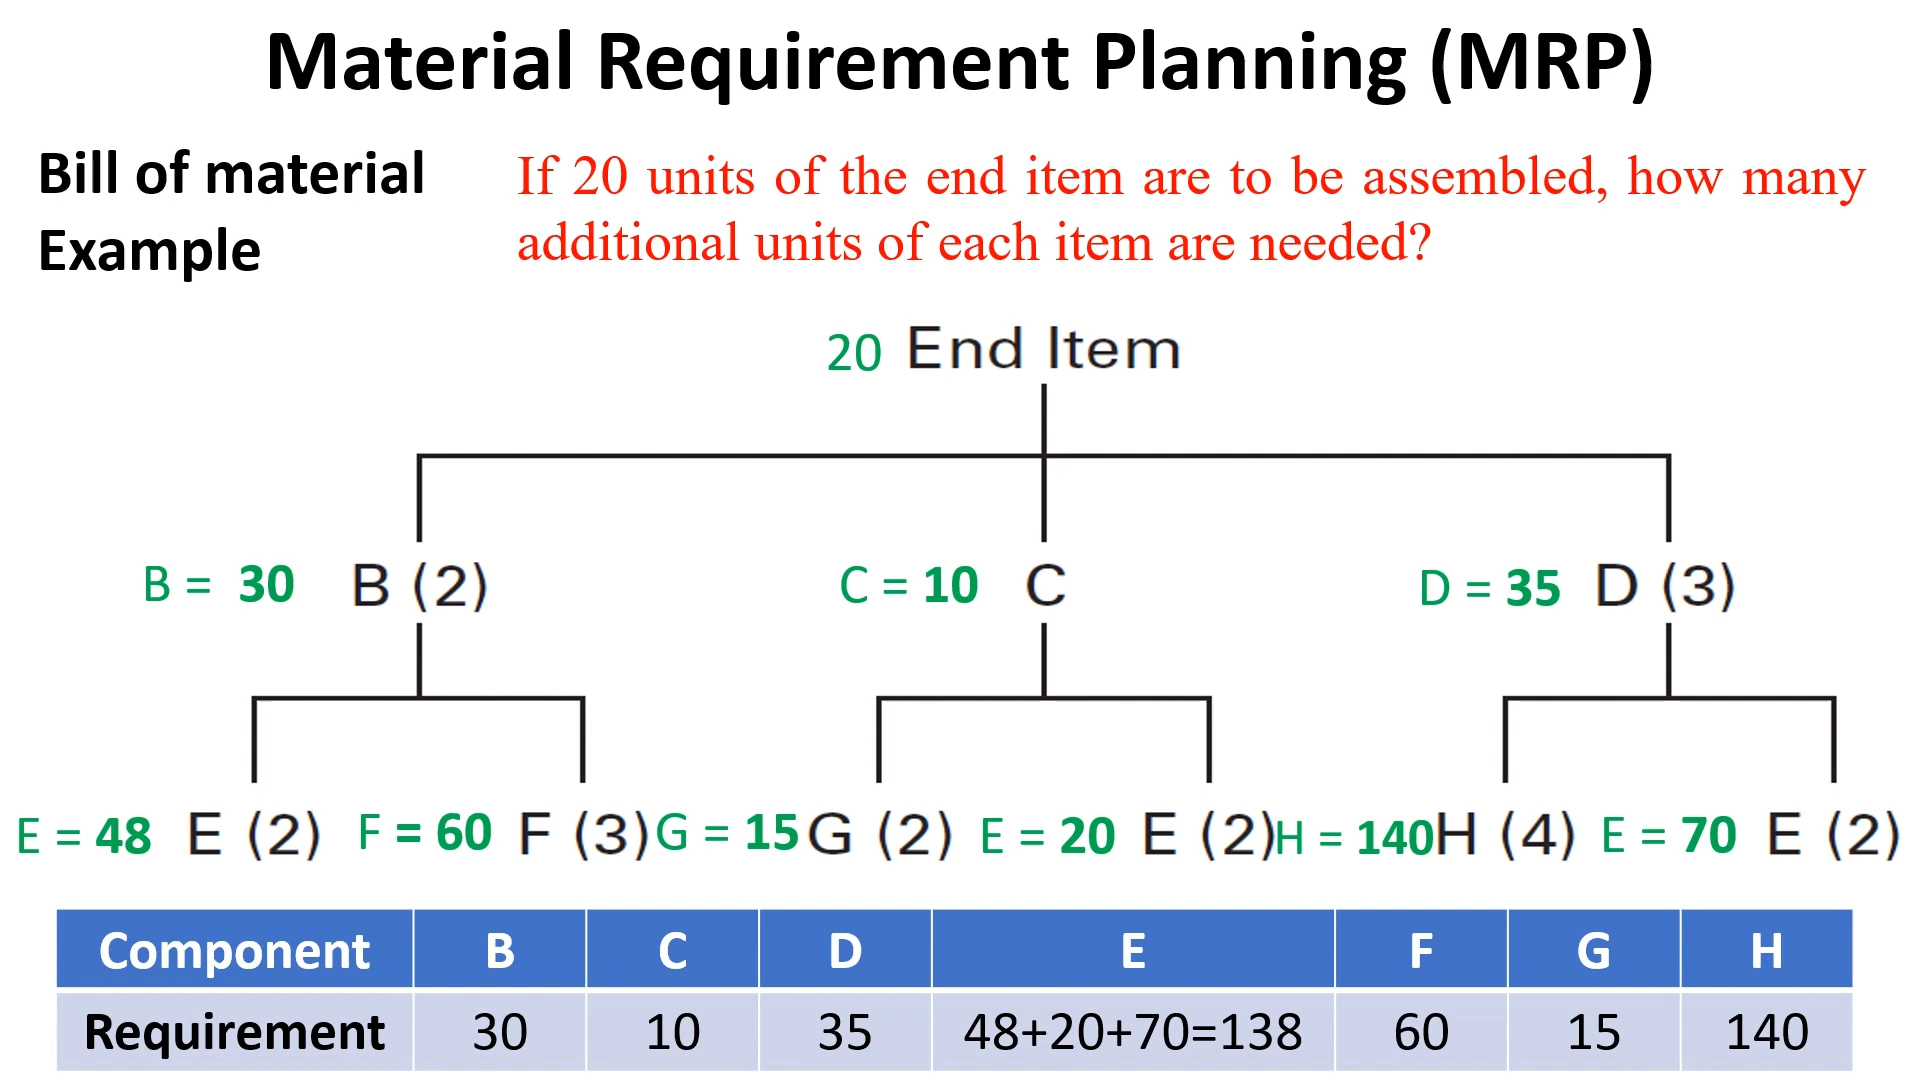 Material Requirement Planning (MRP)
Bill of material
Example
If 20 units of the end item are to be assembled, how many
additional units of each item are needed?
20 End Item
B = 30 B (2)
C = 10 C
D = 35 D (3)
E = 48 E (2) F = 60 F (3) G = 15 G (2) E = 20 E (2) H = 140 H (4) E = 70 E (2)
Component B C D E F G H
Requirement 30 10 35 48+20+70=138 60 15 140